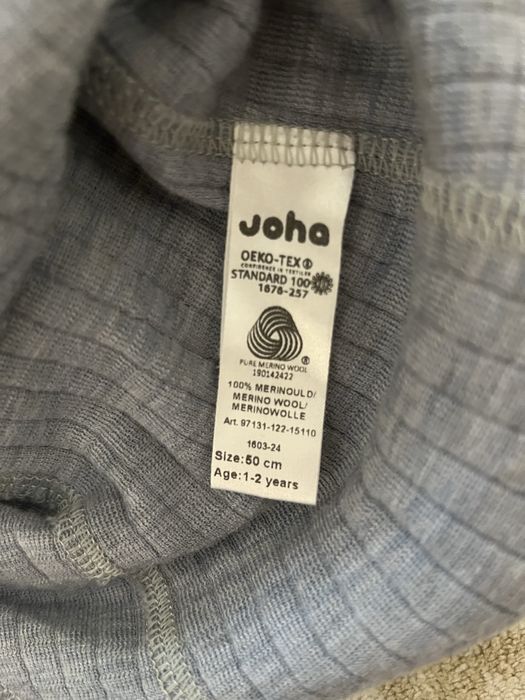 Joha
OEKO-TEX®
CONFIDENCE IN TEXTILES
STANDARD 100
1676-257
®
PURE MERINO WOOL
190142422
100% MERINOULD/
MERINO WOOL/
MERINOWOLLE
Art. 97131-122-15110
1603-24
Size:50 cm
Age:1-2 years